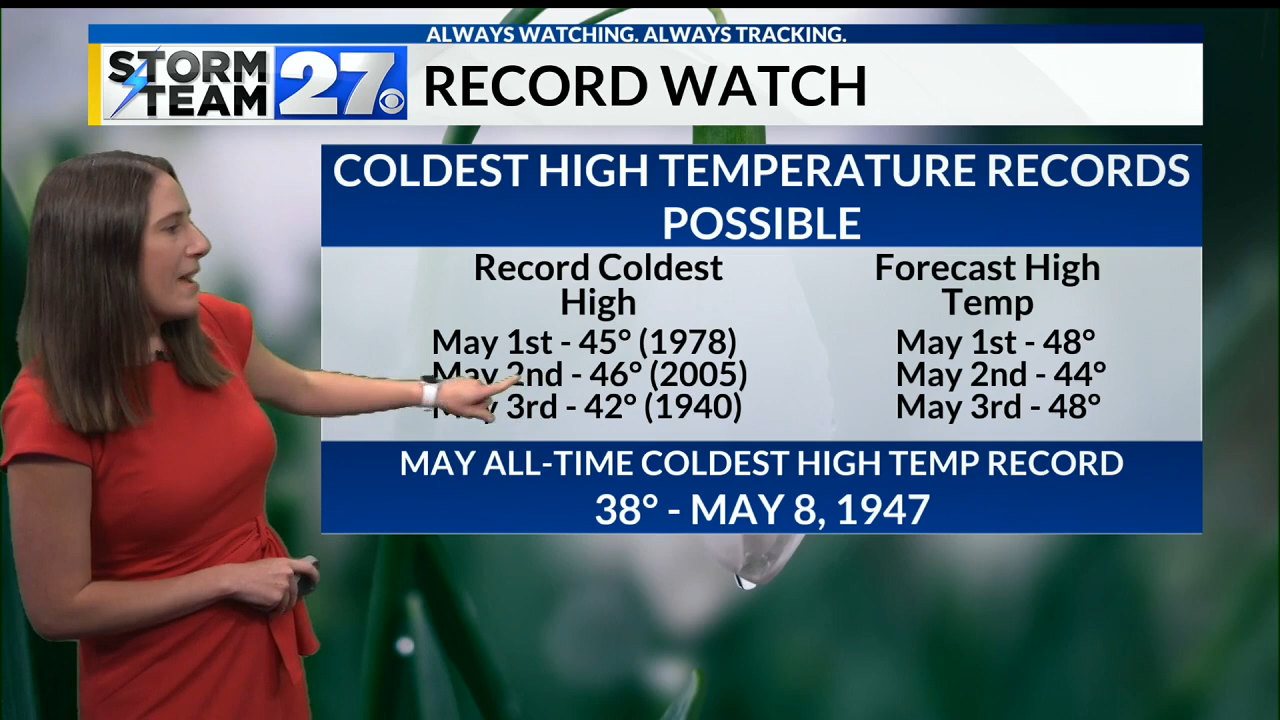 ALWAYS WATCHING. ALWAYS TRACKING.
STORM
TEAM
27
RECORD WATCH
COLDEST HIGH TEMPERATURE RECORDS
POSSIBLE
Record Coldest
High
May 1st - 45° (1978)
May 2nd - 46° (2005)
May 3rd - 42° (1940)
Forecast High
Temp
May 1st - 48°
May 2nd - 44°
May 3rd - 48°
MAY ALL-TIME COLDEST HIGH TEMP RECORD
38° - MAY 8, 1947